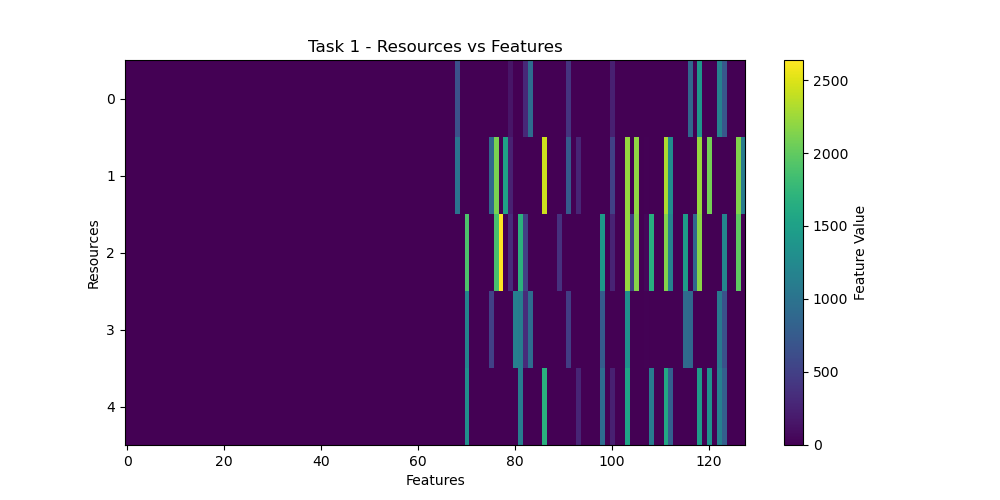 Task 1 - Resources vs Features
Resources
0
1
2
3
4
0 20 40 60 80 100 120
Features
2500
2000
1500
1000
500
0
Feature Value